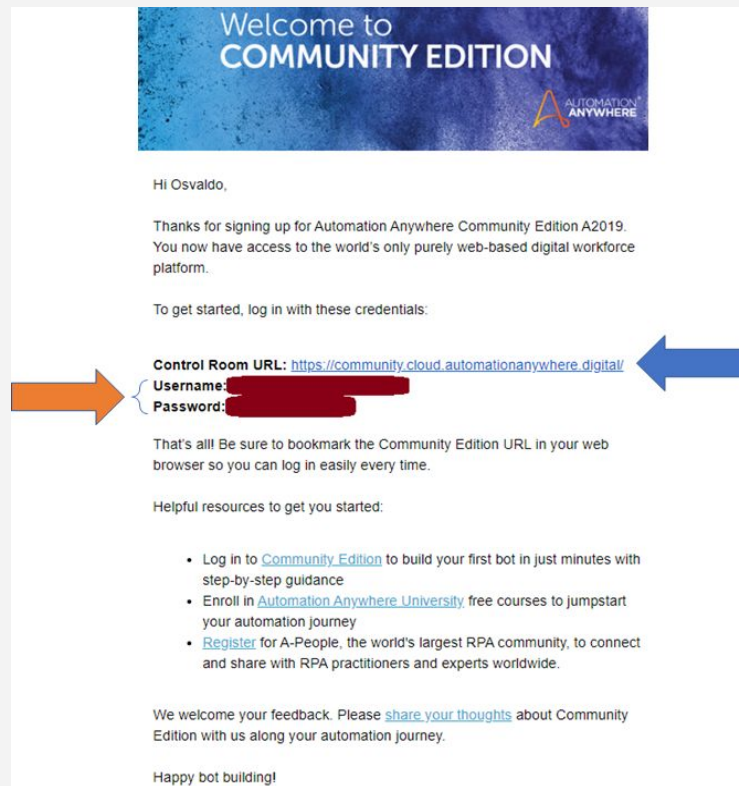 Welcome to
COMMUNITY EDITION
AUTOMATION
ANYWHERE
Hi Osvaldo,
Thanks for signing up for Automation Anywhere Community Edition A2019.
You now have access to the world's only purely web-based digital workforce
platform.
To get started, log in with these credentials:
Control Room URL: https://community.cloud.automationanywhere.digital/
Username:
Password:
That's all! Be sure to bookmark the Community Edition URL in your web
browser so you can log in easily every time.
Helpful resources to get you started:
• Log in to Community Edition to build your first bot in just minutes with
step-by-step guidance
• Enroll in Automation Anywhere University free courses to jumpstart
your automation journey
• Register for A-People, the world's largest RPA community, to connect
and share with RPA practitioners and experts worldwide.
We welcome your feedback. Please share your thoughts about Community
Edition with us along your automation journey.
Happy bot building!